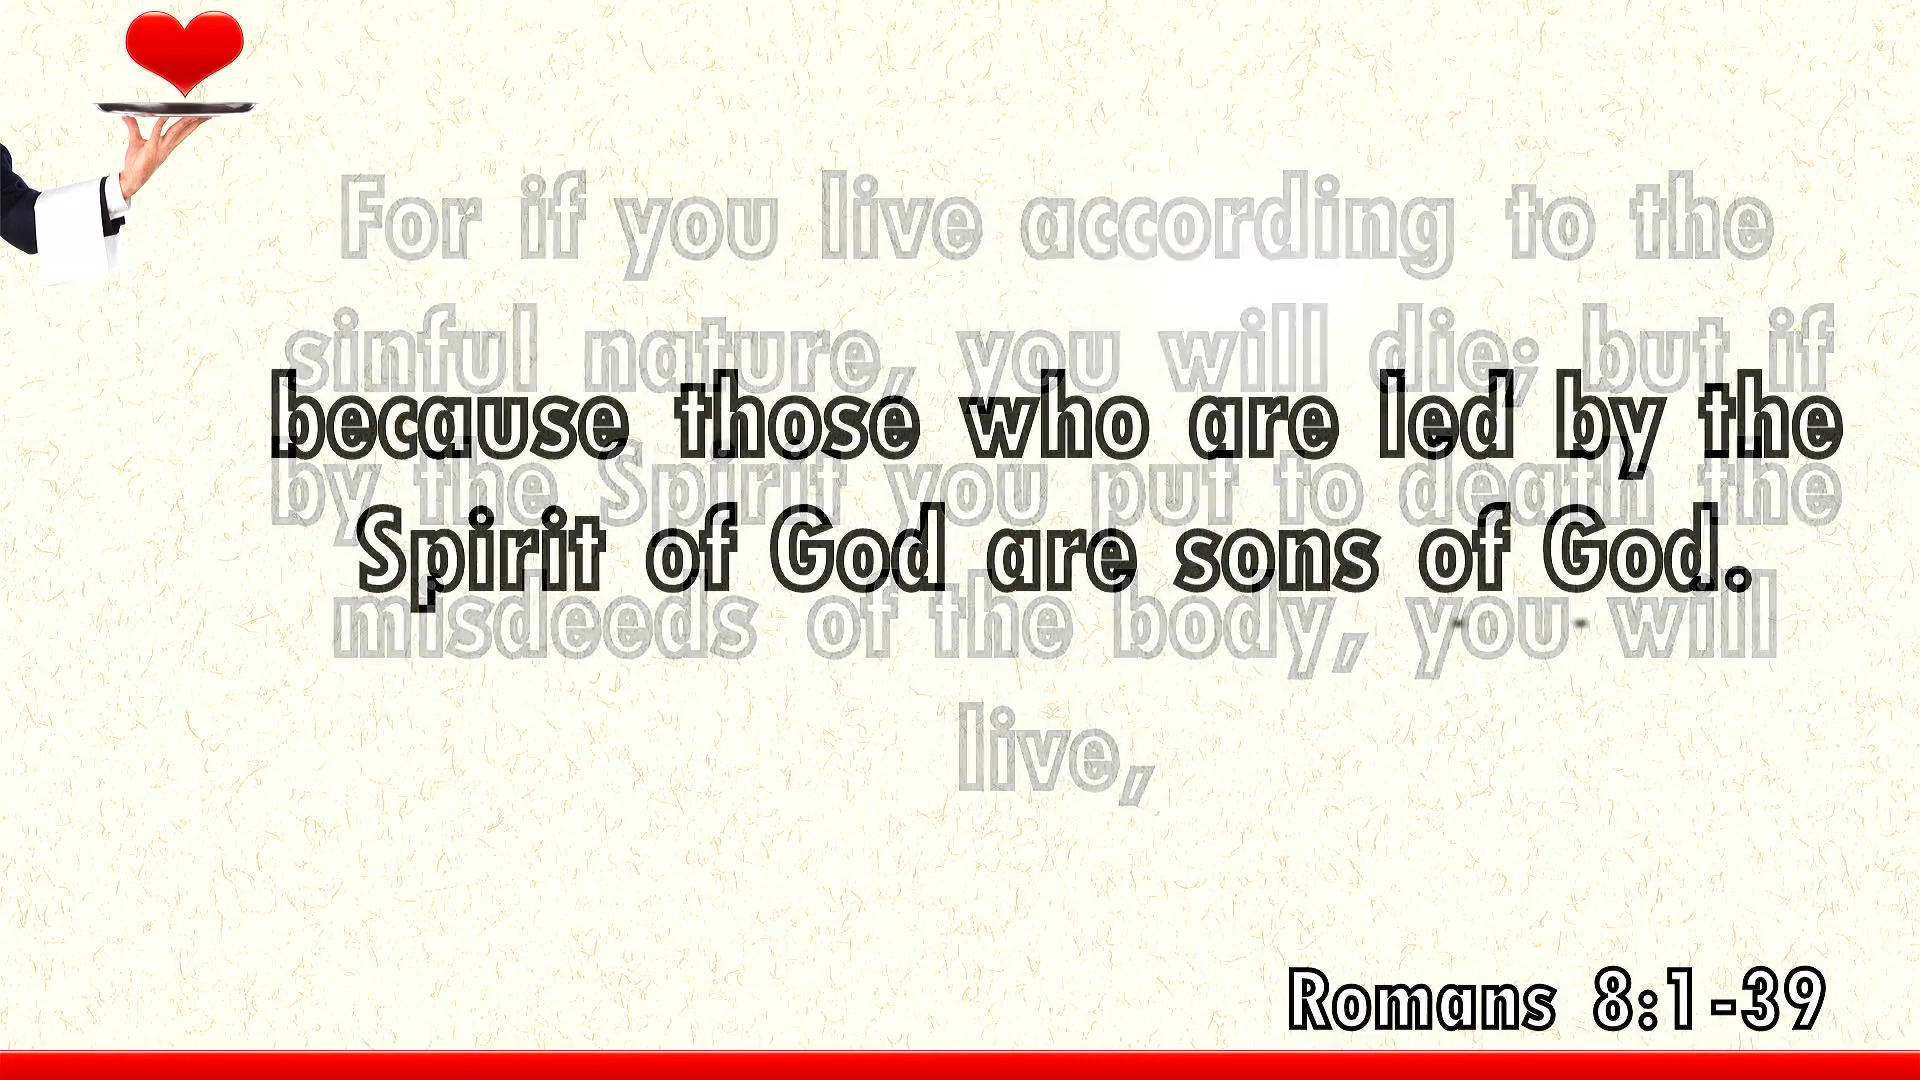 For if you live according to the
sinful nature, you will die; but if
because those who are led by the
by the Spirit you put to death the
Spirit of God are sons of God.
misdeeds of the body, you will
live,
Romans 8:1-39